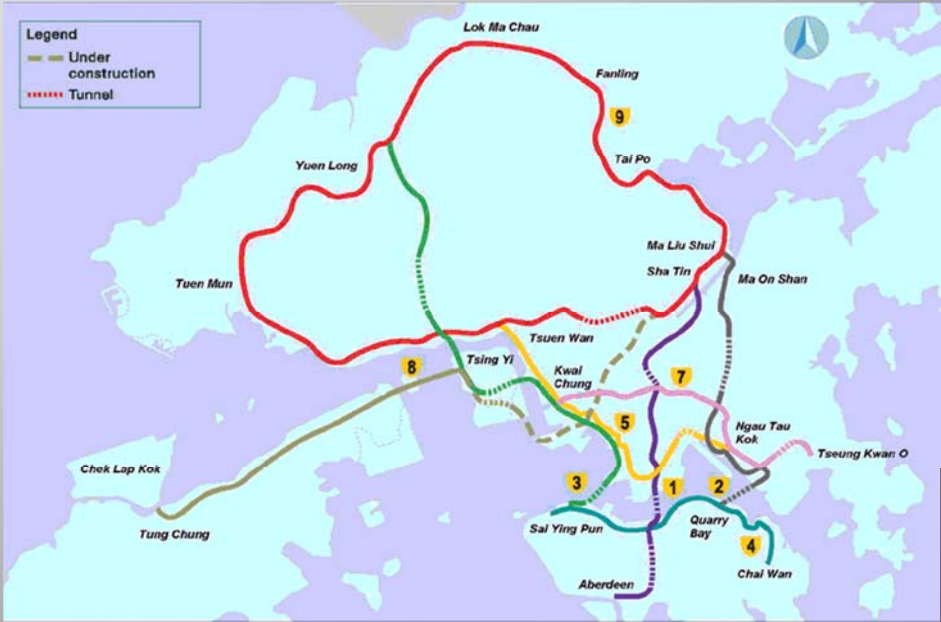 Legend
Under
construction
Tunnel
Lok Ma Chau
Fanling
9
Tai Po
Yuen Long
Ma Liu Shui
Sha Tin
Ma On Shan
Tuen Mun
Tsuen Wan
Tsing Yi
8
Kwai
Chung
7
5
Ngau Tau
Kok
Tseung Kwan O
Chek Lap Kok
3
1
2
Sai Ying Pun
Quarry
Bay
4
Tung Chung
Chai Wan
Aberdeen